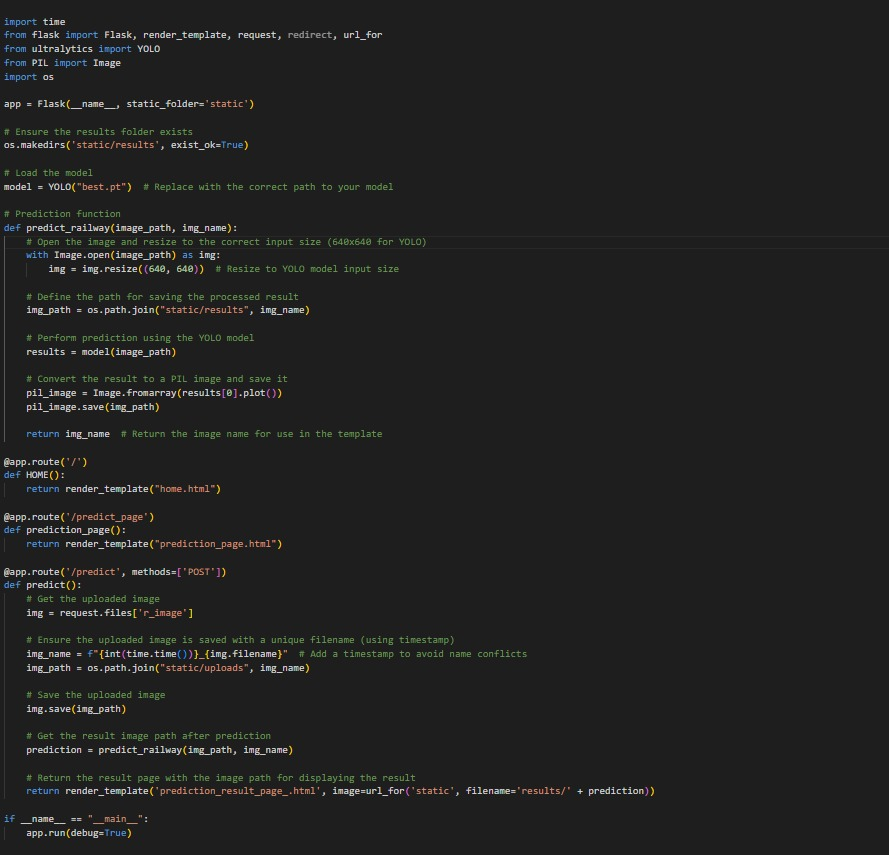 import time
from flask import Flask, render_template, request, redirect, url_for
from ultralytics import YOLO
from PIL import Image
import os

app = Flask(__name__, static_folder='static')

# Ensure the results folder exists
os.makedirs('static/results', exist_ok=True)

# Load the model
model = YOLO("best.pt")  # Replace with the correct path to your model

# Prediction function
def predict_railway(image_path, img_name):
    # Open the image and resize to the correct input size (640x640 for YOLO)
    with Image.open(image_path) as img:
        img = img.resize((640, 640))  # Resize to YOLO model input size

    # Define the path for saving the processed result
    img_path = os.path.join("static/results", img_name)

    # Perform prediction using the YOLO model
    results = model(image_path)

    # Convert the result to a PIL image and save it
    pil_image = Image.fromarray(results[0].plot())
    pil_image.save(img_path)

    return img_name  # Return the image name for use in the template

@app.route('/')
def HOME():
    return render_template("home.html")

@app.route('/predict_page')
def prediction_page():
    return render_template("prediction_page.html")

@app.route('/predict', methods=['POST'])
def predict():
    # Get the uploaded image
    img = request.files['r_image']

    # Ensure the uploaded image is saved with a unique filename (using timestamp)
    img_name = f"{int(time.time())}_{img.filename}"  # Add a timestamp to avoid name conflicts
    img_path = os.path.join("static/uploads", img_name)

    # Save the uploaded image
    img.save(img_path)

    # Get the result image path after prediction
    prediction = predict_railway(img_path, img_name)

    # Return the result page with the image path for displaying the result
    return render_template('prediction_result_page_.html', image=url_for('static', filename='results/' + prediction))

if __name__ == "__main__":
    app.run(debug=True)